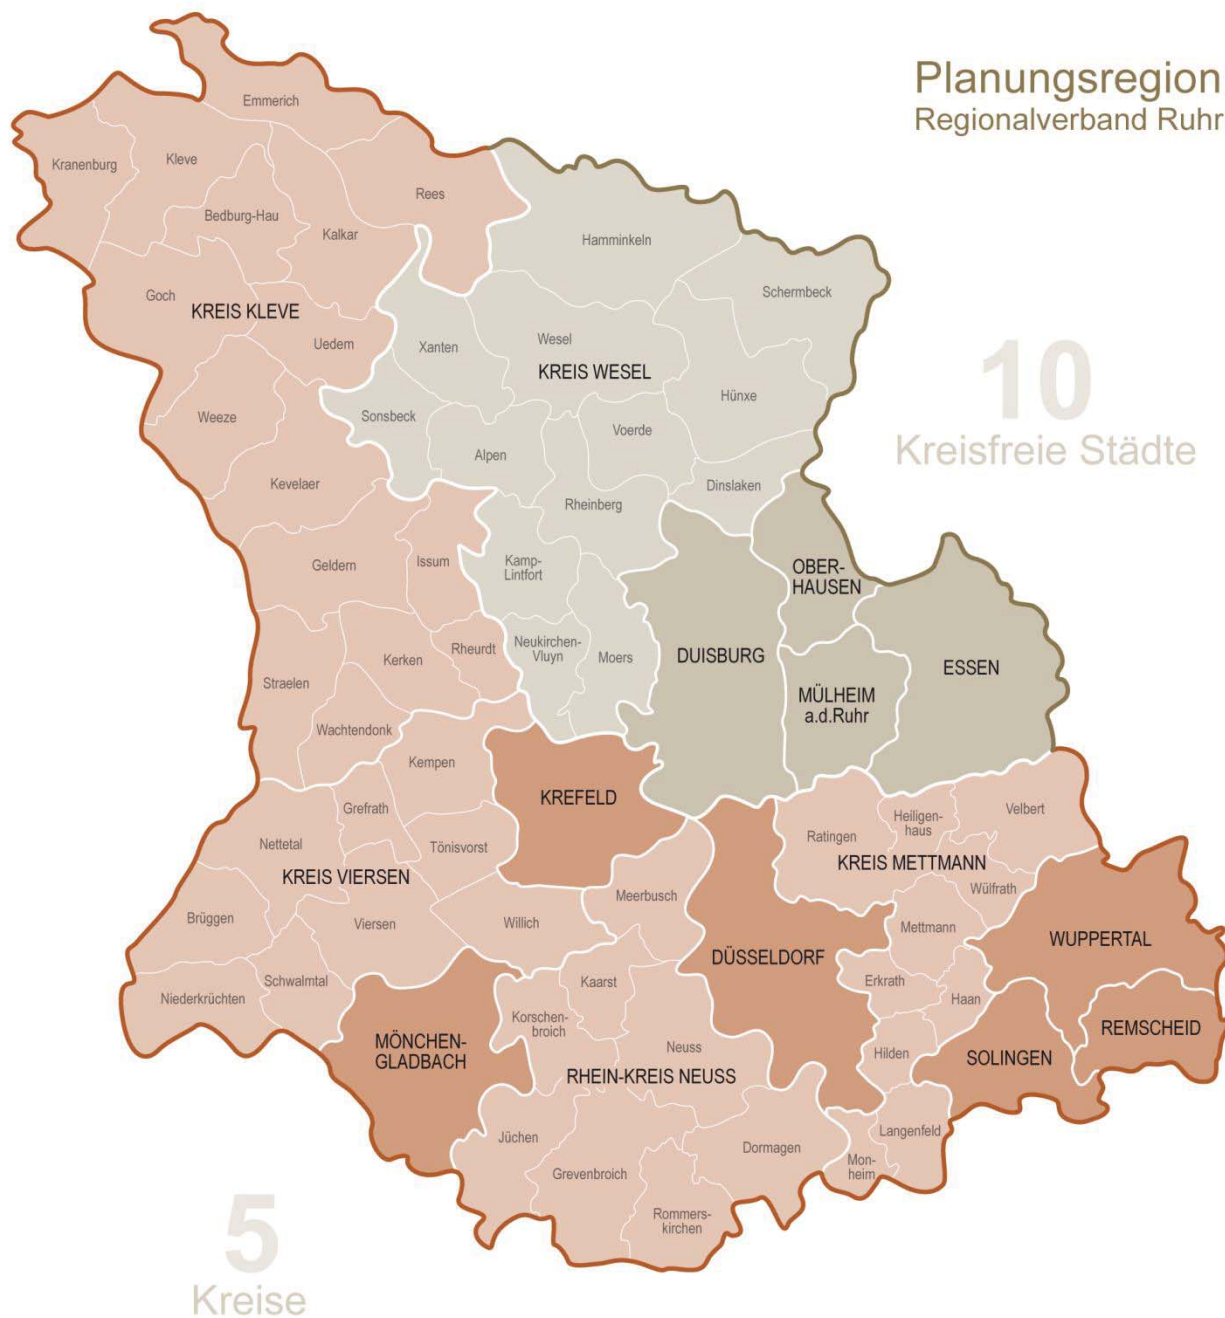 Planungsregion
Regionalverband Ruhr
Emmerich
Kranenburg
Kleve
Rees
Bedburg-Hau
Kalkar
Hamminkeln
Goch
KREIS KLEVE
Schermbeck
Uedem
Xanten
Wesel
KREIS WESEL
10
Kreisfreie Städte
Hünxe
Weeze
Sonsbeck
Voerde
Alpen
Kevelaer
Dinslaken
Rheinberg
Geldern
Issum
Kamp-
Lintfort
OBER-
HAUSEN
Neukirchen-
Vluyn
Moers
DUISBURG
ESSEN
Kerken
Rheurdt
Straelen
MÜLHEIM
a.d.Ruhr
Wachtendonk
Kempen
KREFELD
Grefrath
Ratingen
Heiligen-
haus
Velbert
Nettetal
Tönisvorst
KREIS VIERSEN
KREIS METTMANN
Wülfrath
Meerbusch
Brüggen
Viersen
Willich
Mettmann
WUPPERTAL
DÜSSELDORF
Schwalmtal
Kaarst
Erkrath
Niederkrüchten
Haan
Korschen-
broich
REMSCHEID
MÖNCHEN-
GLADBACH
Neuss
Hilden
SOLINGEN
RHEIN-KREIS NEUSS
Jüchen
Langenfeld
Dormagen
Grevenbroich
Mon-
heim
Rommers-
kirchen
5
Kreise